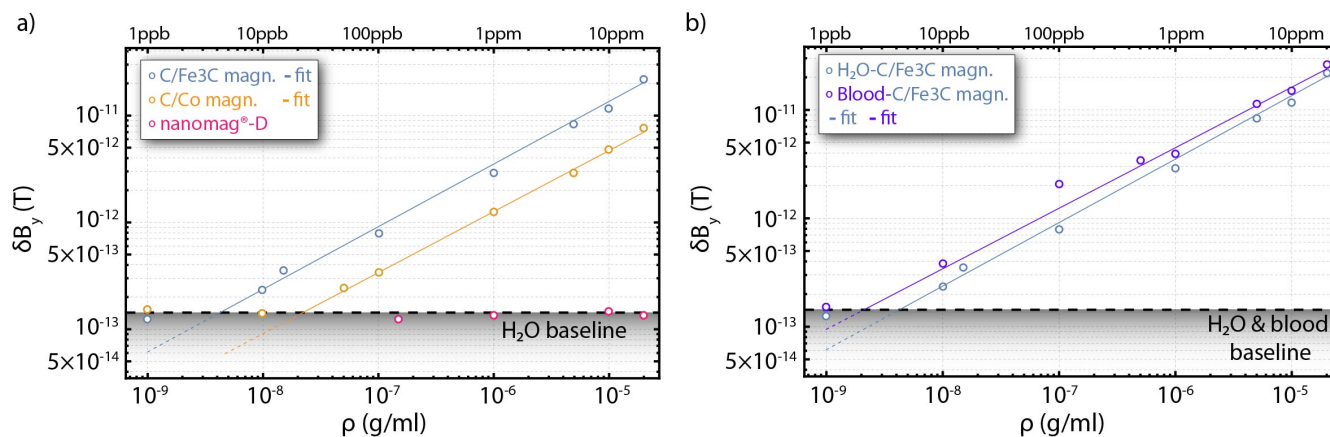 a)
1ppb 10ppb 100ppb 1ppm 10ppm
C/Fe3C magn. - fit
C/Co magn. - fit
nanomag®-D
10⁻¹¹
5×10⁻¹²
10⁻¹²
5×10⁻¹³
10⁻¹³
5×10⁻¹⁴
δB_y (T)
H₂O baseline
10⁻⁹ 10⁻⁸ 10⁻⁷ 10⁻⁶ 10⁻⁵
ρ (g/ml)
b)
1ppb 10ppb 100ppb 1ppm 10ppm
H₂O-C/Fe3C magn.
Blood-C/Fe3C magn.
- fit - fit
10⁻¹¹
5×10⁻¹²
10⁻¹²
5×10⁻¹³
10⁻¹³
5×10⁻¹⁴
δB_y (T)
H₂O & blood
baseline
10⁻⁹ 10⁻⁸ 10⁻⁷ 10⁻⁶ 10⁻⁵
ρ (g/ml)